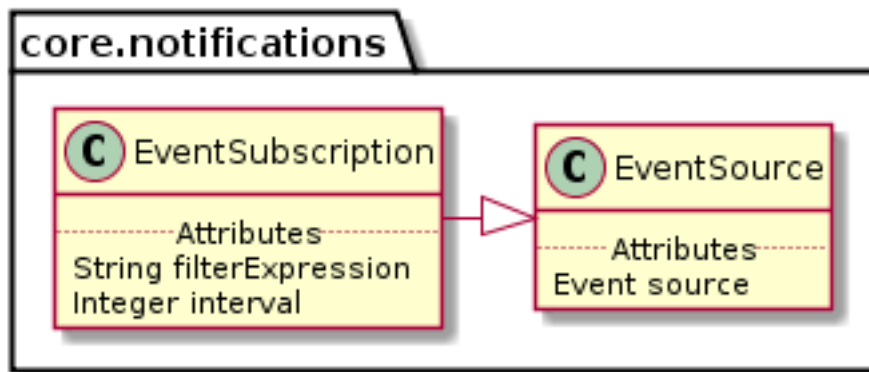 core.notifications
C EventSubscription
Attributes
String filterExpression
Integer interval
C EventSource
Attributes
Event source